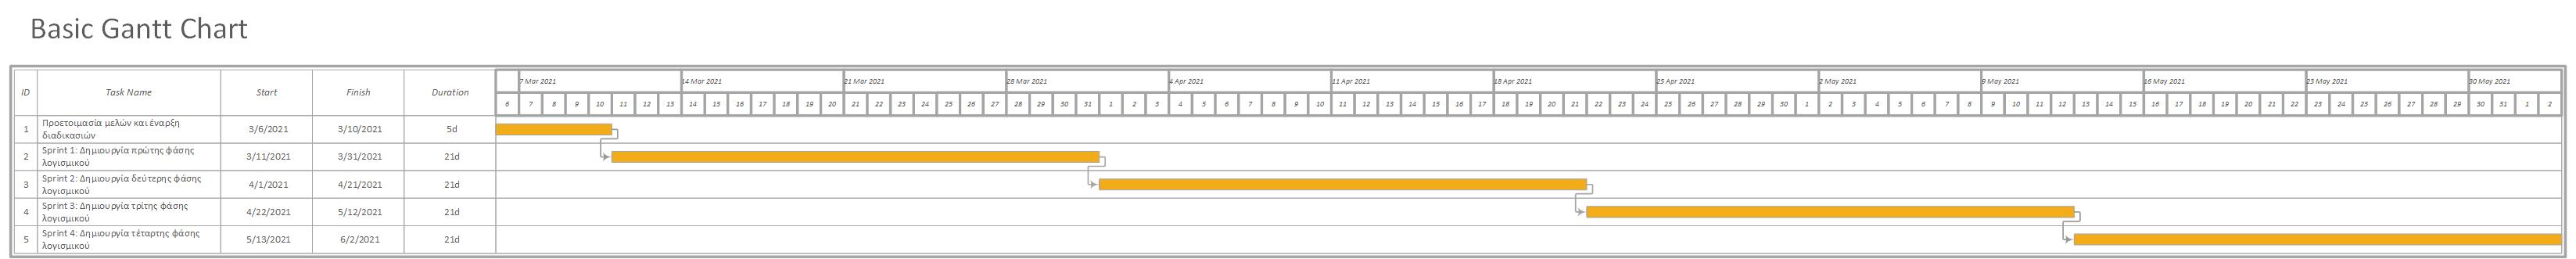 Basic Gantt Chart
ID Task Name Start Finish Duration
7 Mar 2021 14 Mar 2021 21 Mar 2021 28 Mar 2021 4 Apr 2021 11 Apr 2021 18 Apr 2021 25 Apr 2021 2 May 2021 9 May 2021 16 May 2021 23 May 2021 30 May 2021
6 7 8 9 10 11 12 13 14 15 16 17 18 19 20 21 22 23 24 25 26 27 28 29 30 31 1 2 3 4 5 6 7 8 9 10 11 12 13 14 15 16 17 18 19 20 21 22 23 24 25 26 27 28 29 30 1 2 3 4 5 6 7 8 9 10 11 12 13 14 15 16 17 18 19 20 21 22 23 24 25 26 27 28 29 30 31 1 2
1 Προετοιμασία μελών και έναρξη
διαδικασιών 3/6/2021 3/10/2021 5d
2 Sprint 1: Δημιουργία πρώτης φάσης
λογισμικού 3/11/2021 3/31/2021 21d
3 Sprint 2: Δημιουργία δεύτερης φάσης
λογισμικού 4/1/2021 4/21/2021 21d
4 Sprint 3: Δημιουργία τρίτης φάσης
λογισμικού 4/22/2021 5/12/2021 21d
5 Sprint 4: Δημιουργία τέταρτης φάσης
λογισμικού 5/13/2021 6/2/2021 21d